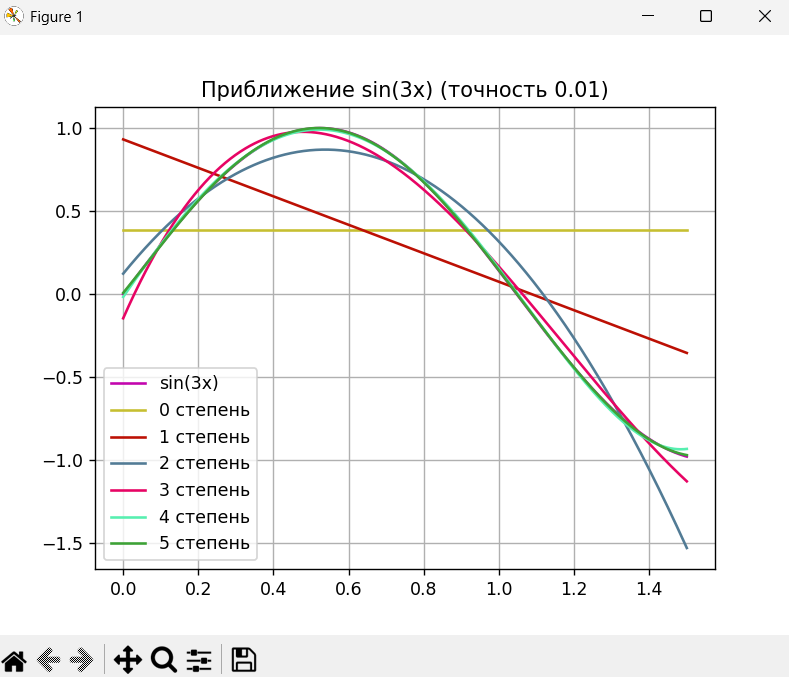 Figure 1
Приближение sin(3x) (точность 0.01)
1.0
0.5
0.0
−0.5
−1.0
−1.5
sin(3x)
0 степень
1 степень
2 степень
3 степень
4 степень
5 степень
0.0 0.2 0.4 0.6 0.8 1.0 1.2 1.4